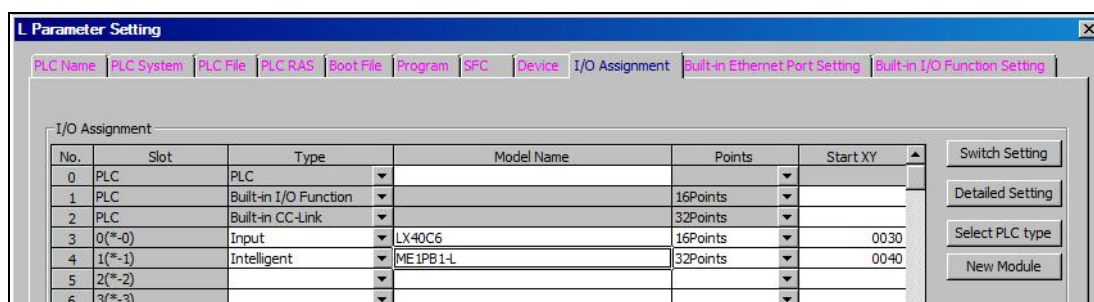 L Parameter Setting
PLC Name PLC System PLC File PLC RAS Boot File Program SFC Device I/O Assignment Built-in Ethernet Port Setting Built-in I/O Function Setting
I/O Assignment
No. Slot Type Model Name Points Start XY
0 PLC PLC
1 PLC Built-in I/O Function 16Points
2 PLC Built-in CC-Link 32Points
3 0(*-0) Input LX40C6 16Points 0030
4 1(*-1) Intelligent ME1PB1-L 32Points 0040
5 2(*-2)
6 3(*-3)
Switch Setting
Detailed Setting
Select PLC type
New Module